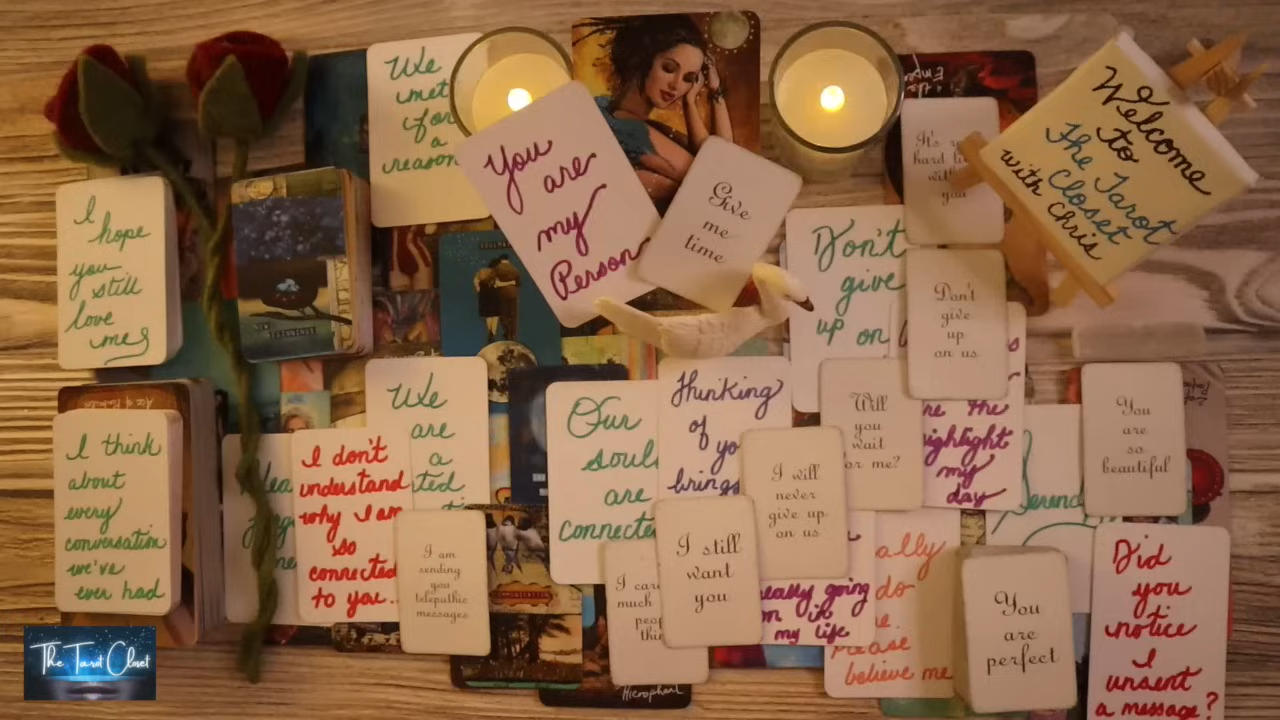 We
met
for
a
reason
You
are
my
Person
Give
me
time
It's
hard
with
you
Welcome
to
The Tarot
Closet
with Chris
I
hope
you
still
love
me
Don't
give
up on
Don't
give
up
on us
I think
about
every
conversation
we've
ever had
I don't
understand
why I am
so
connected
to you...
We
are
a
I am
sending
you
telepathic
messages
Our
souls
are
connected
Thinking
of
brings
I will
never
give up
on us
I still
want
you
Will
you
wait
for me?
highlight
my
day
You
are
so
beautiful
I
much
going
my life
do
Please
believe me
You
are
perfect
Did
you
notice
I
unsent
a message?
Hierophant
The Tarot Closet